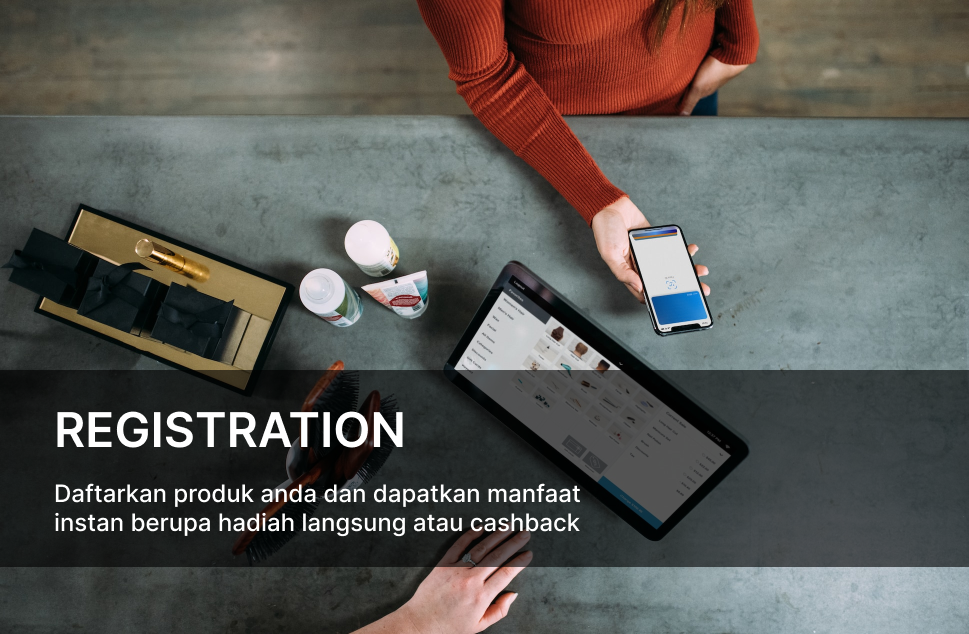 REGISTRATION
Daftarkan produk anda dan dapatkan manfaat
instan berupa hadiah langsung atau cashback